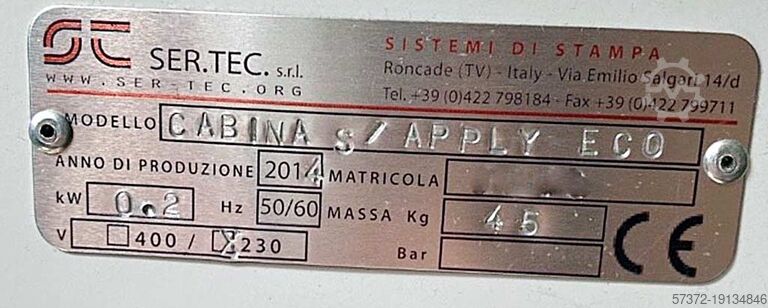 SER.TEC. s.r.l.
WWW.SER-TEC.ORG
SISTEMI DI STAMPA
Roncade (TV) - Italy - Via Emilio Salgari 14/d
Tel. +39 (0)422 798184 - Fax +39 (0)422 799711
MODELLO CABINA S/APPLY ECO
ANNO DI PRODUZIONE 2014 MATRICOLA
kW 0.2 Hz 50/60 MASSA Kg 45
V ☐400 / ☒230 Bar
CE
57372-19134846